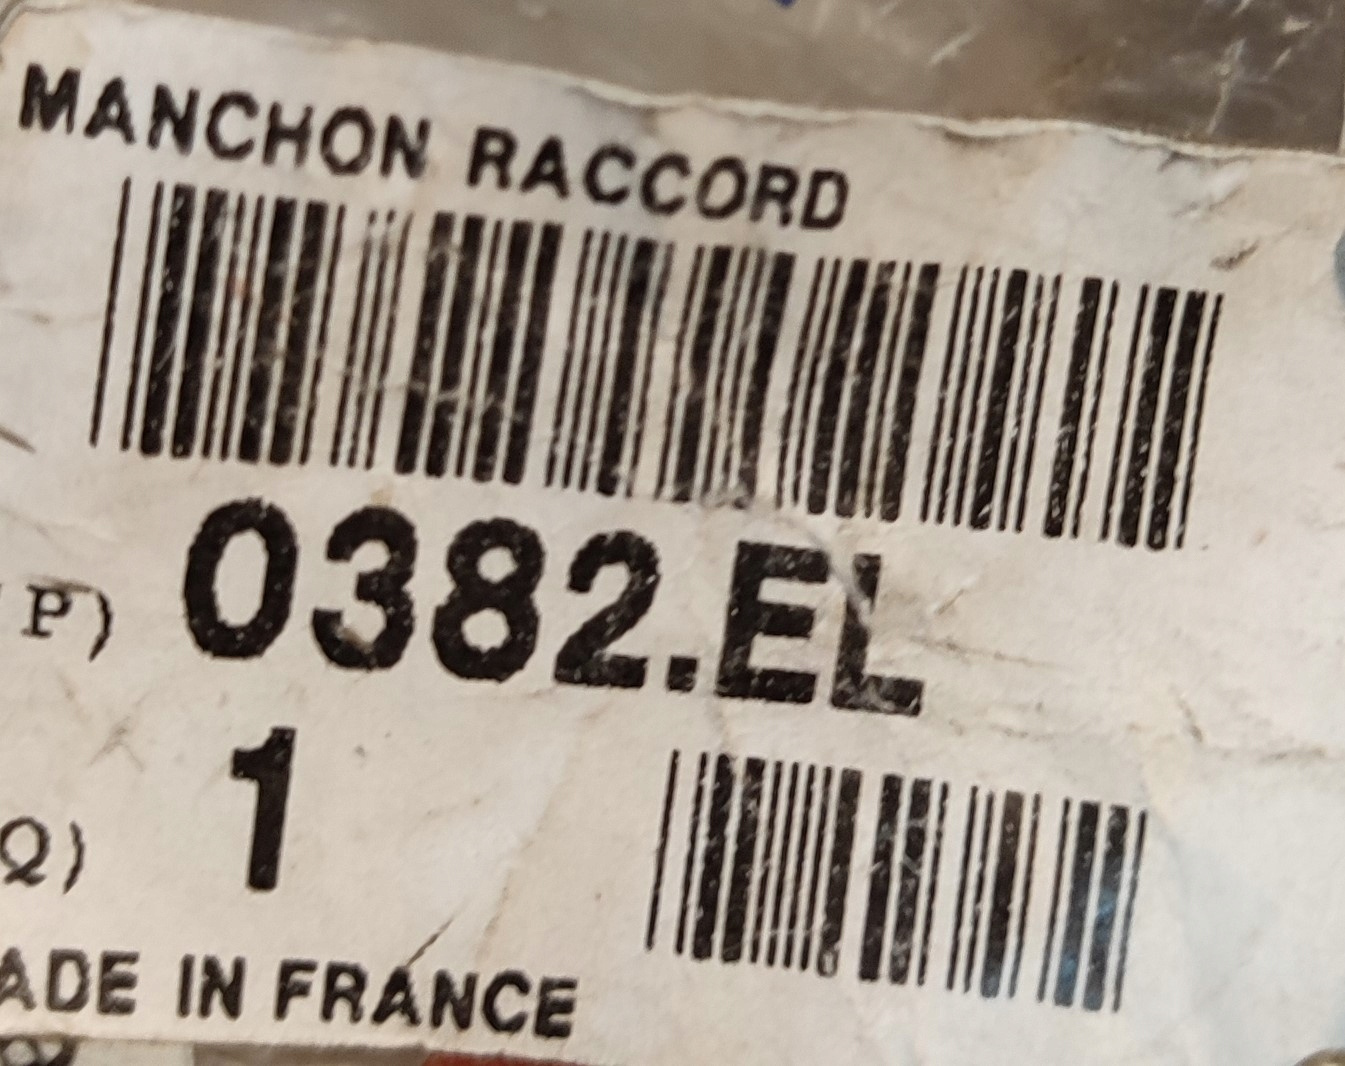 MANCHON RACCORD
P) 0382.EL
Q) 1
ADE IN FRANCE